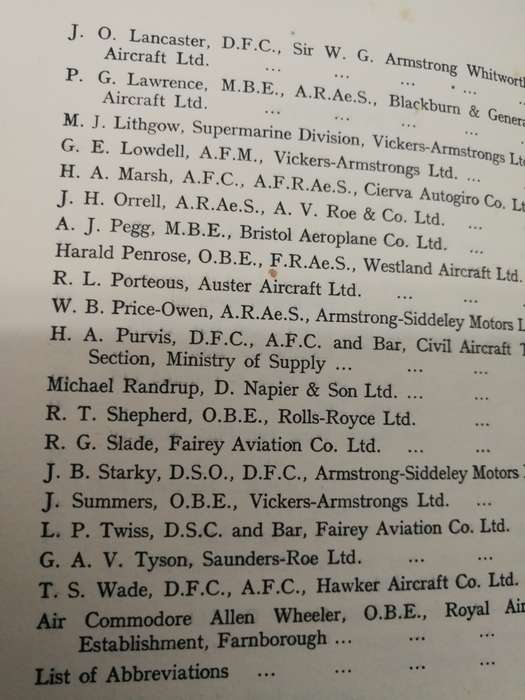 J. O. Lancaster, D.F.C., Sir W. G. Armstrong Whitworth
Aircraft Ltd. ... ... ... ...
P. G. Lawrence, M.B.E., A.R.Ae.S., Blackburn & General
Aircraft Ltd. ... ... ... ...
M. J. Lithgow, Supermarine Division, Vickers-Armstrongs Ltd
G. E. Lowdell, A.F.M., Vickers-Armstrongs Ltd. ...
H. A. Marsh, A.F.C., A.F.R.Ae.S., Cierva Autogiro Co. Lt
J. H. Orrell, A.R.Ae.S., A. V. Roe & Co. Ltd. ...
A. J. Pegg, M.B.E., Bristol Aeroplane Co. Ltd. ...
Harald Penrose, O.B.E., F.R.Ae.S., Westland Aircraft Ltd.
R. L. Porteous, Auster Aircraft Ltd. ... ...
W. B. Price-Owen, A.R.Ae.S., Armstrong-Siddeley Motors L
H. A. Purvis, D.F.C., A.F.C. and Bar, Civil Aircraft T
Section, Ministry of Supply ... ... ...
Michael Randrup, D. Napier & Son Ltd. ... ...
R. T. Shepherd, O.B.E., Rolls-Royce Ltd. ...
R. G. Slade, Fairey Aviation Co. Ltd. ... ...
J. B. Starky, D.S.O., D.F.C., Armstrong-Siddeley Motors
J. Summers, O.B.E., Vickers-Armstrongs Ltd. ...
L. P. Twiss, D.S.C. and Bar, Fairey Aviation Co. Ltd.
G. A. V. Tyson, Saunders-Roe Ltd. ... ...
T. S. Wade, D.F.C., A.F.C., Hawker Aircraft Co. Ltd.
Air Commodore Allen Wheeler, O.B.E., Royal Air
Establishment, Farnborough ... ... ...
List of Abbreviations ... ... ... ...